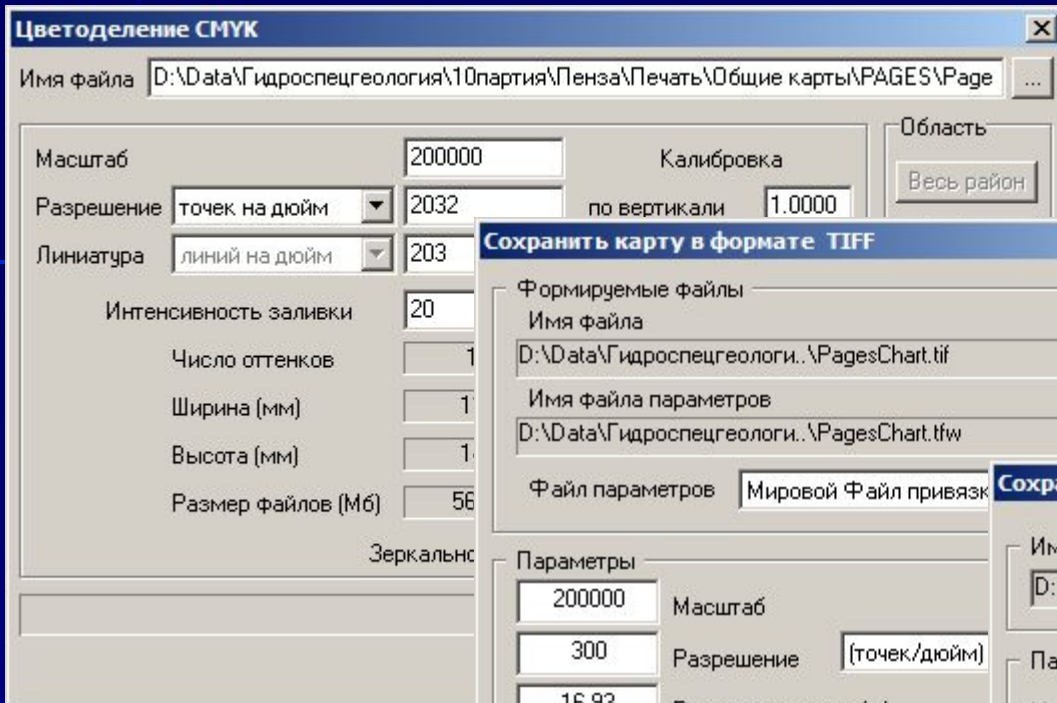 Цветоделение CMYK
Имя файла D:\Data\Гидроспецгеология\10партия\Пенза\Печать\Общие карты\PAGES\Page ...
Область
Масштаб 200000 Калибровка
Весь район
Разрешение точек на дюйм 2032 по вертикали 1.0000
Линиатура линий на дюйм 203
Интенсивность заливки 20
Число оттенков
Ширина (мм)
Высота (мм)
Размер файлов (Мб) 56
Сохранить карту в формате TIFF
Формируемые файлы
Имя файла
D:\Data\Гидроспецгеологи..\PagesChart.tif
Имя файла параметров
D:\Data\Гидроспецгеологи..\PagesChart.tfw
Файл параметров Мировой Файл
Параметры
200000 Масштаб
300 Разрешение (точек/дюйм)
16.93
D: